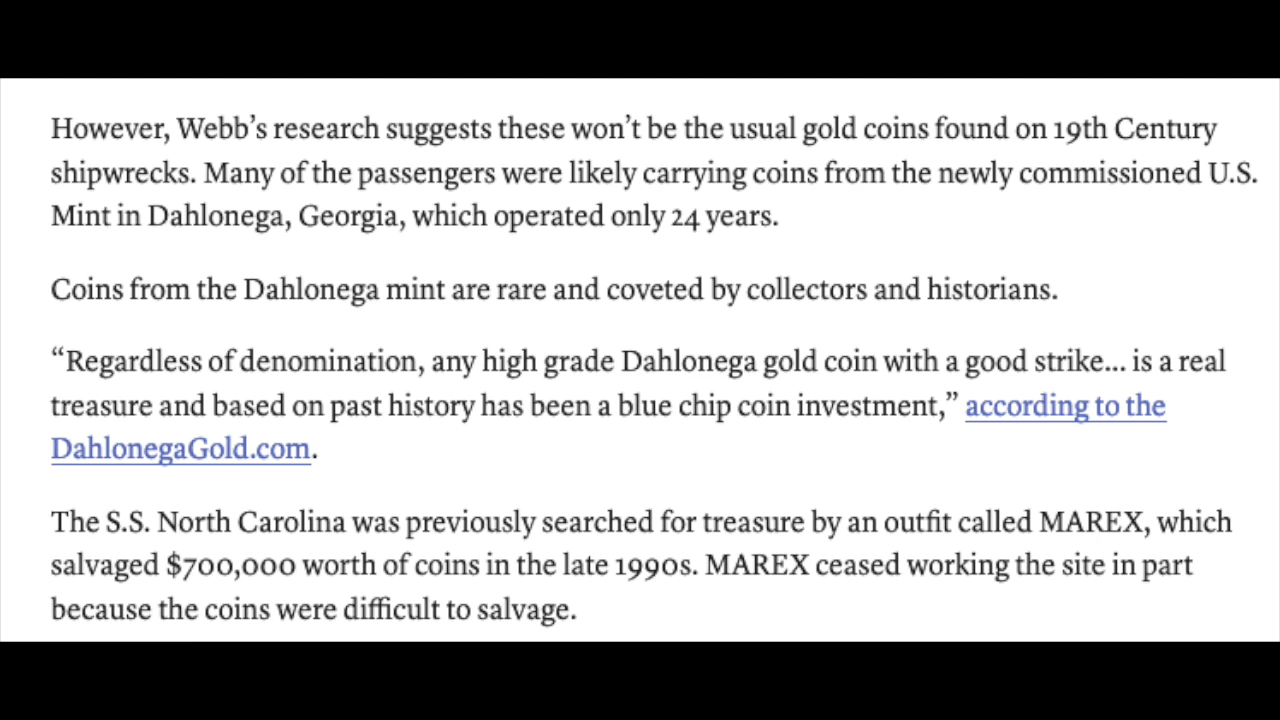 However, Webb’s research suggests these won’t be the usual gold coins found on 19th Century
shipwrecks. Many of the passengers were likely carrying coins from the newly commissioned U.S.
Mint in Dahlonega, Georgia, which operated only 24 years.
Coins from the Dahlonega mint are rare and coveted by collectors and historians.
“Regardless of denomination, any high grade Dahlonega gold coin with a good strike... is a real
treasure and based on past history has been a blue chip coin investment,” according to the
DahlonegaGold.com.
The S.S. North Carolina was previously searched for treasure by an outfit called MAREX, which
salvaged $700,000 worth of coins in the late 1990s. MAREX ceased working the site in part
because the coins were difficult to salvage.